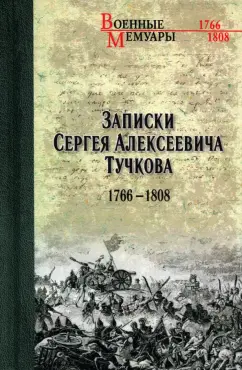 Военные
Мемуары
1766
1808
Записки
Сергея Алексеевича
Тучкова
1766–1808